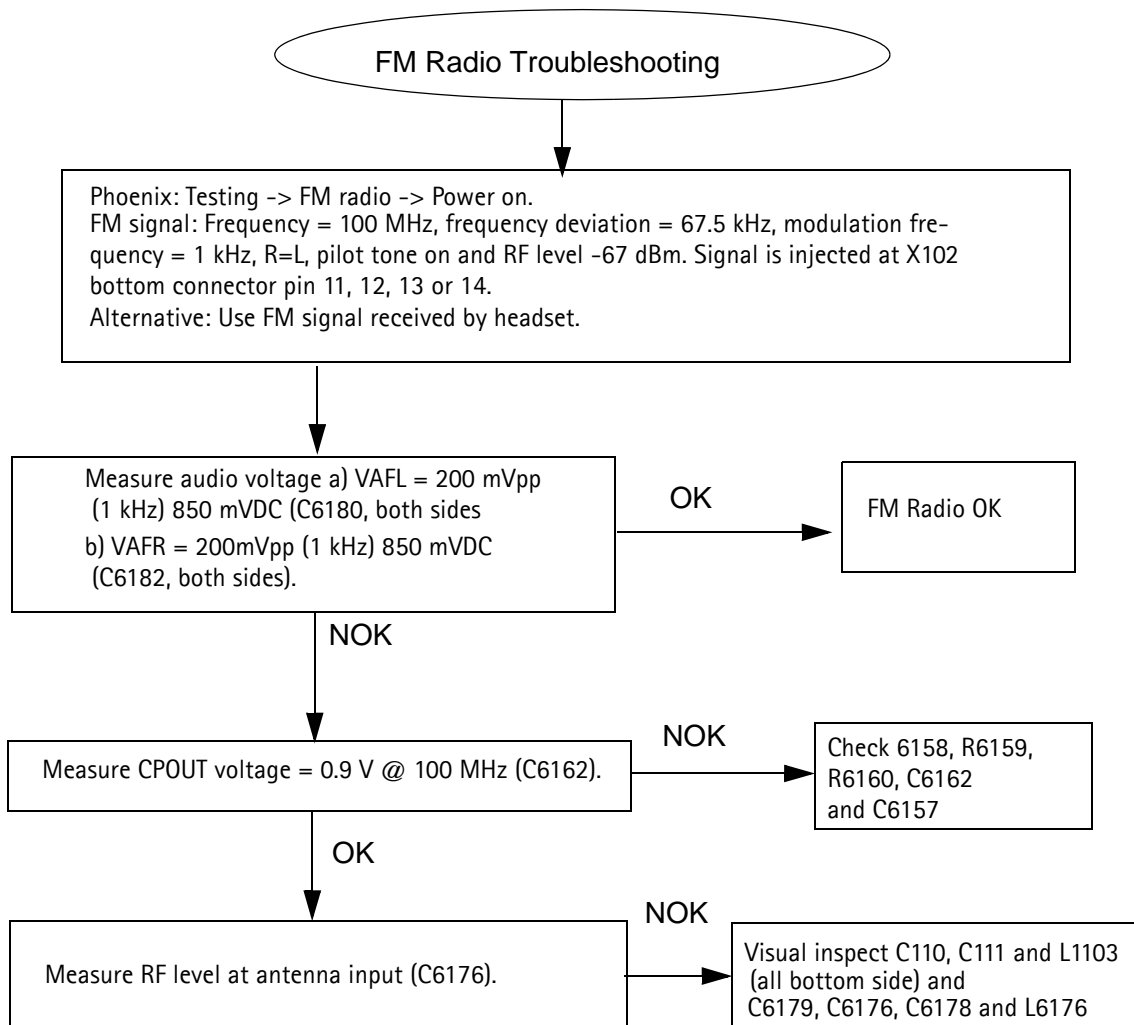 FM Radio Troubleshooting
Phoenix: Testing -> FM radio -> Power on.
FM signal: Frequency = 100 MHz, frequency deviation = 67.5 kHz, modulation fre-
quency = 1 kHz, R=L, pilot tone on and RF level -67 dBm. Signal is injected at X102
bottom connector pin 11, 12, 13 or 14.
Alternative: Use FM signal received by headset.
Measure audio voltage a) VAFL = 200 mVpp
(1 kHz) 850 mVDC (C6180, both sides
b) VAFR = 200mVpp (1 kHz) 850 mVDC
(C6182, both sides).
OK
FM Radio OK
NOK
Measure CPOUT voltage = 0.9 V @ 100 MHz (C6162).
NOK
Check 6158, R6159,
R6160, C6162
and C6157
OK
Measure RF level at antenna input (C6176).
NOK
Visual inspect C110, C111 and L1103
(all bottom side) and
C6179, C6176, C6178 and L6176